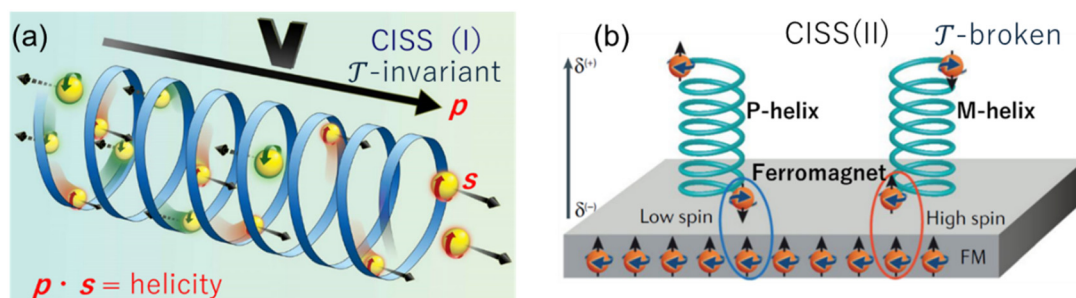 (a)
V
CISS (I)
𝒯-invariant
p
s
p · s = helicity
(b)
CISS(II)
𝒯-broken
δ(+)
P-helix
M-helix
Ferromagnet
Low spin
High spin
δ(−)
FM